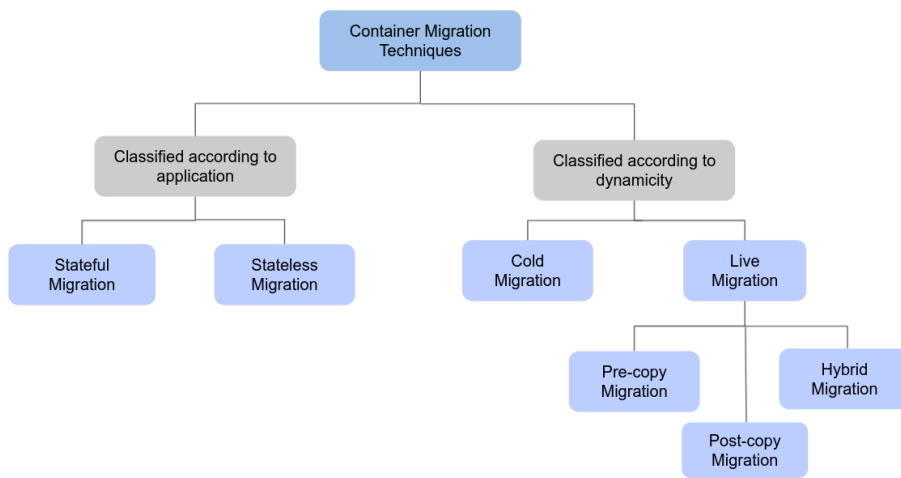 Container Migration
Techniques
Classified according to
application
Classified according to
dynamicity
Stateful
Migration
Stateless
Migration
Cold
Migration
Live
Migration
Pre-copy
Migration
Hybrid
Migration
Post-copy
Migration